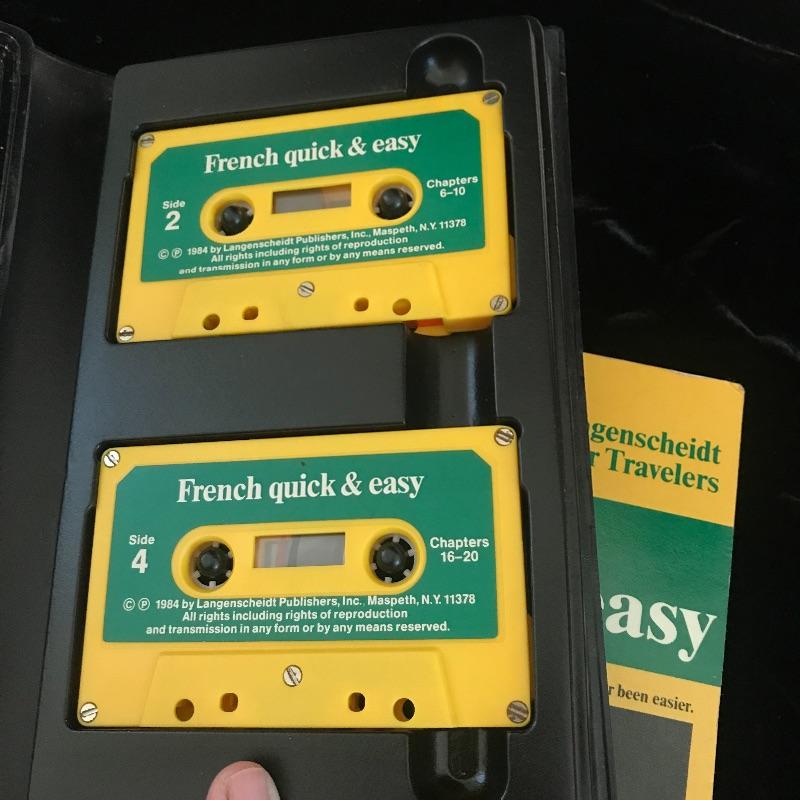 French quick & easy
Side
2
Chapters
6–10
© ℗ 1984 by Langenscheidt Publishers, Inc., Maspeth, N.Y. 11378
All rights including rights of reproduction
and transmission in any form or by any means reserved.
French quick & easy
Side
4
Chapters
16–20
© ℗ 1984 by Langenscheidt Publishers, Inc. Maspeth, N.Y. 11378
All rights including rights of reproduction
and transmission in any form or by any means reserved.
genscheidt
r Travelers
easy
r been easier.